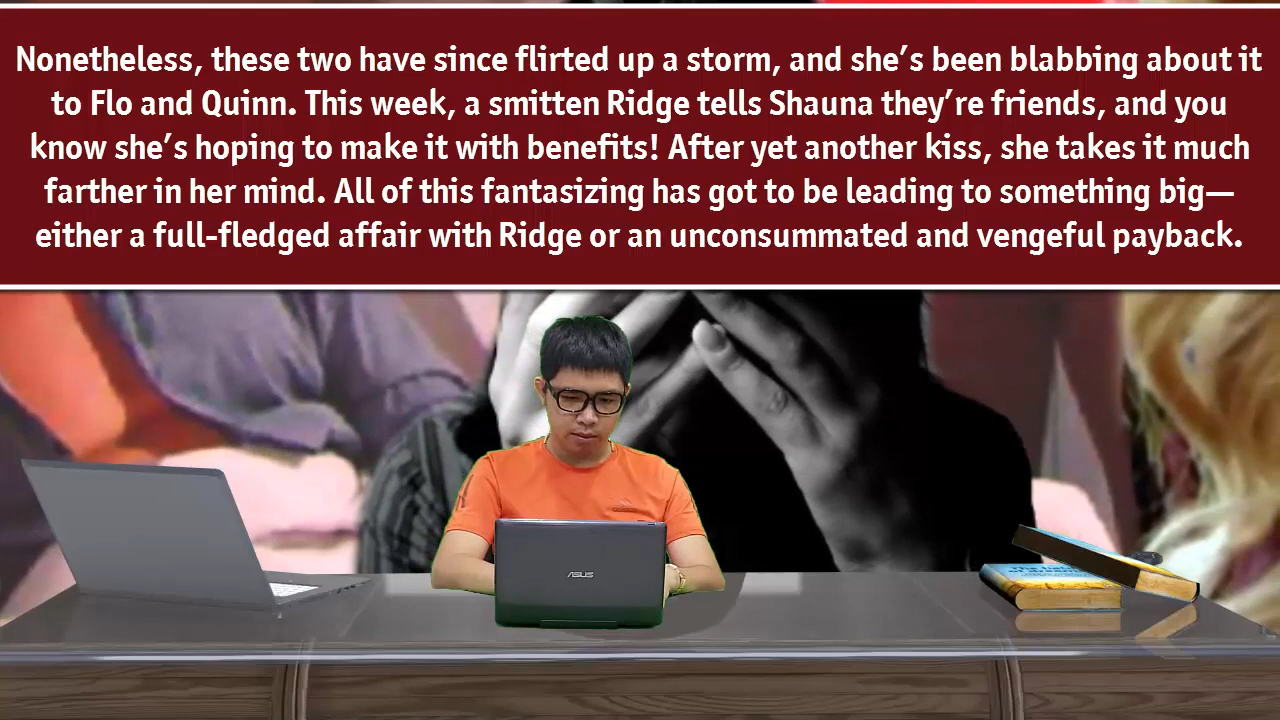 Nonetheless, these two have since flirted up a storm, and she’s been blabbing about it
to Flo and Quinn. This week, a smitten Ridge tells Shauna they’re friends, and you
know she’s hoping to make it with benefits! After yet another kiss, she takes it much
farther in her mind. All of this fantasizing has got to be leading to something big—
either a full-fledged affair with Ridge or an unconsummated and vengeful payback.
ASUS